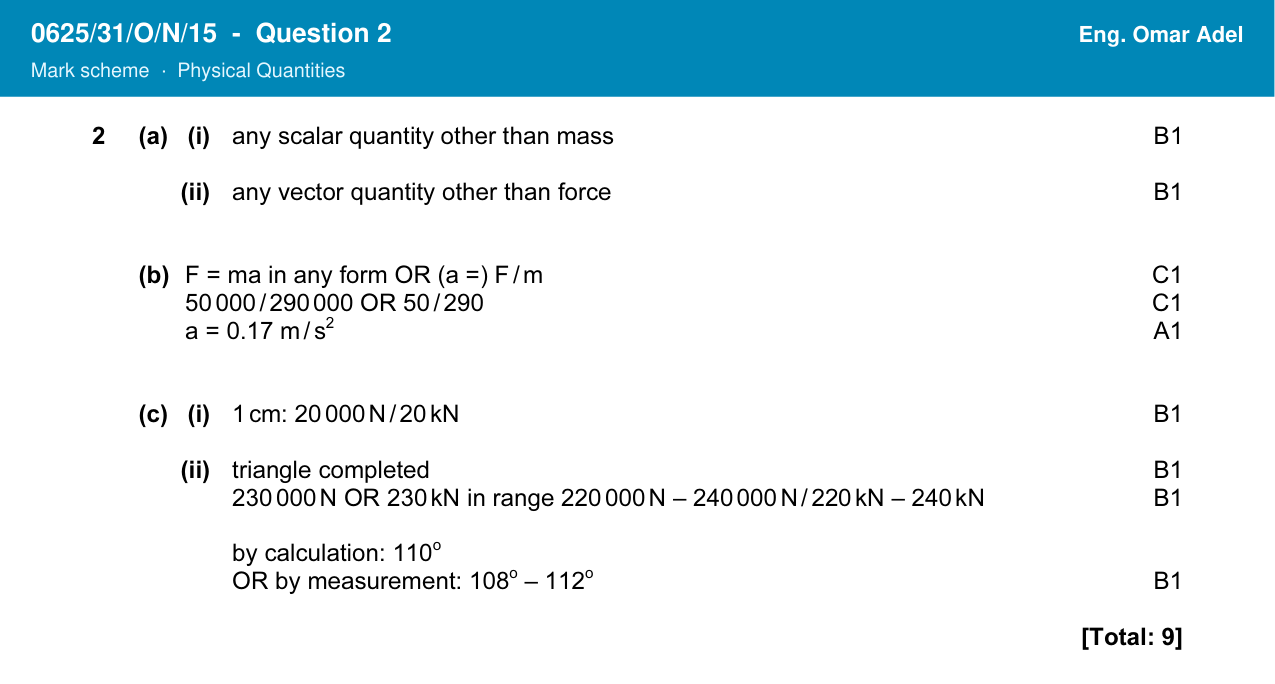 0625/31/O/N/15 - Question 2 Eng. Omar Adel
Mark scheme · Physical Quantities
2 (a) (i) any scalar quantity other than mass B1
(ii) any vector quantity other than force B1
(b) F = ma in any form OR (a =) F / m C1
50 000 / 290 000 OR 50 / 290 C1
a = 0.17 m / s² A1
(c) (i) 1 cm: 20 000 N / 20 kN B1
(ii) triangle completed B1
230 000 N OR 230 kN in range 220 000 N – 240 000 N / 220 kN – 240 kN B1
by calculation: 110°
OR by measurement: 108° – 112° B1
[Total: 9]